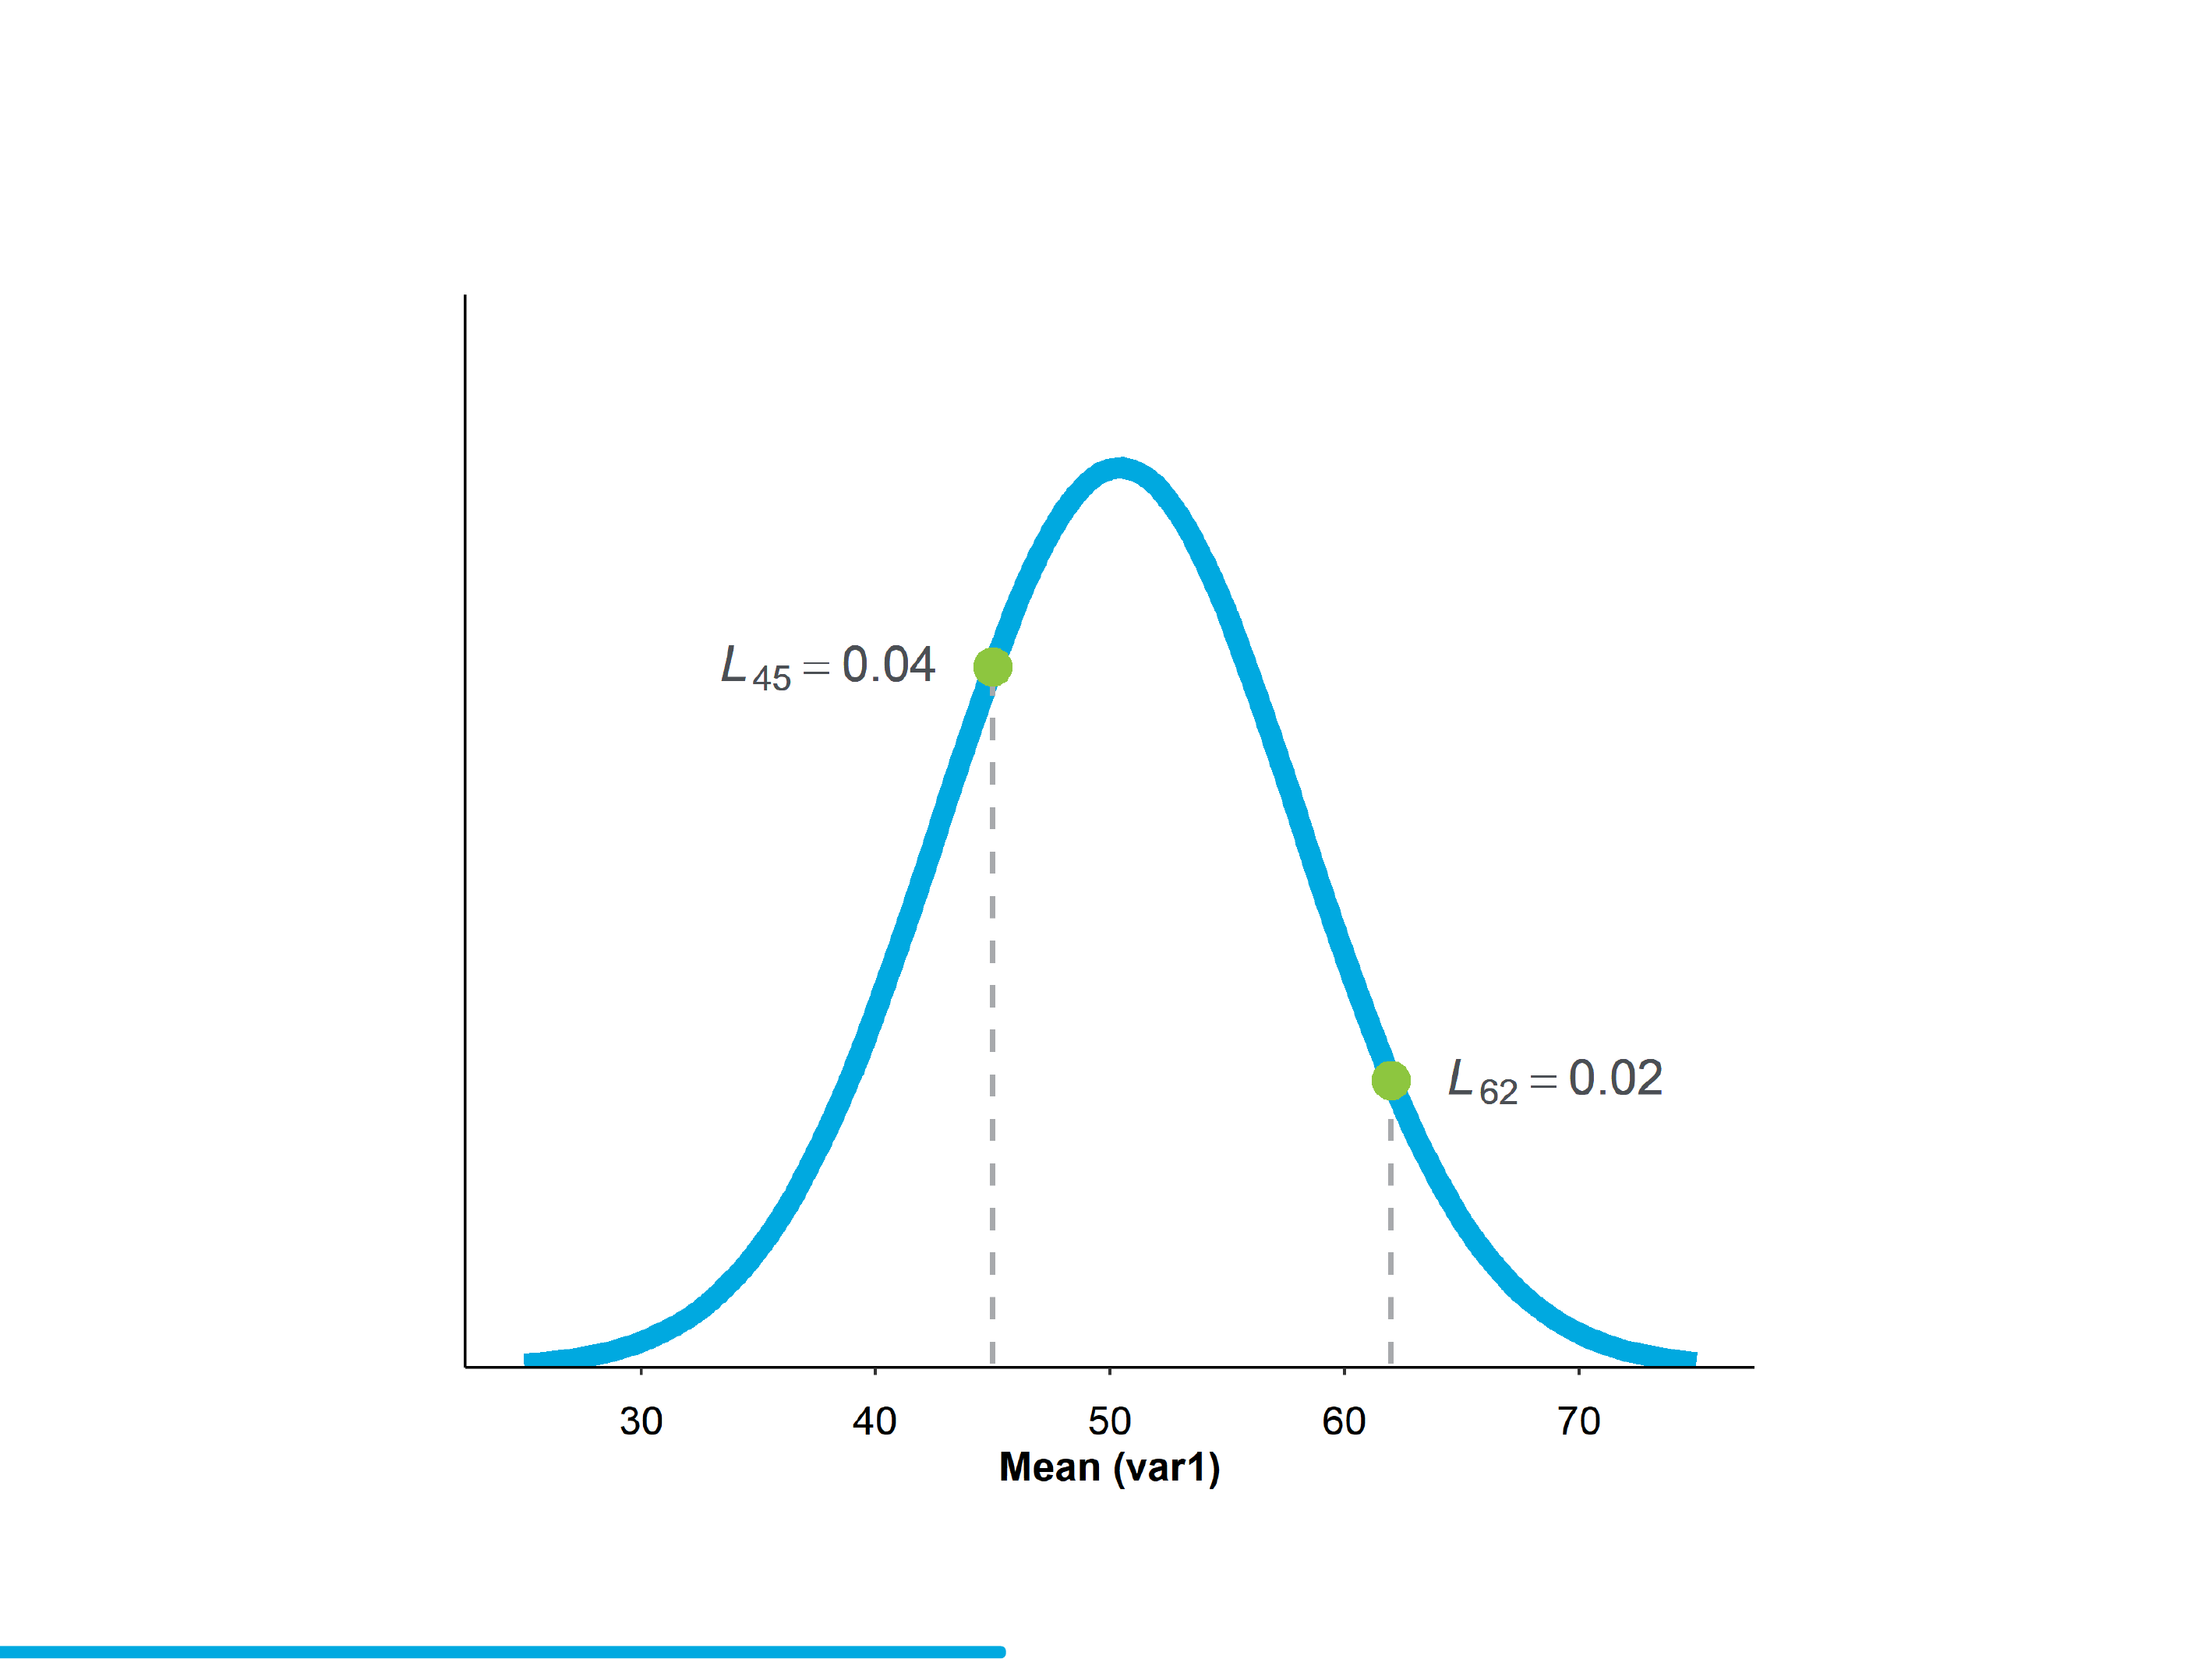 L₄₅ = 0.04
L₆₂ = 0.02
30 40 50 60 70
Mean (var1)